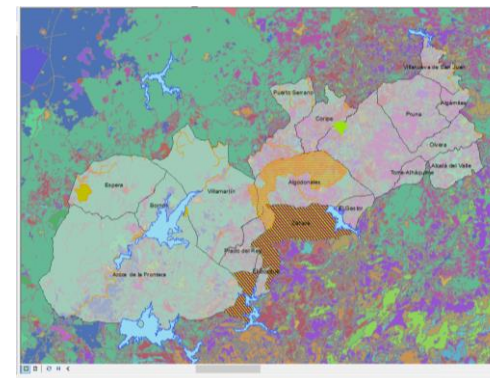 Villanueva de San Juan
Puerto Serrano
Algámitas
Coripe
Pruna
Olvera
Alcalá del Valle
Torre-Alháquime
Algodonales
Espera
Villamartín
Bornos
El Gastor
Zahara
Prado del Rey
El Bosque
Arcos de la Frontera